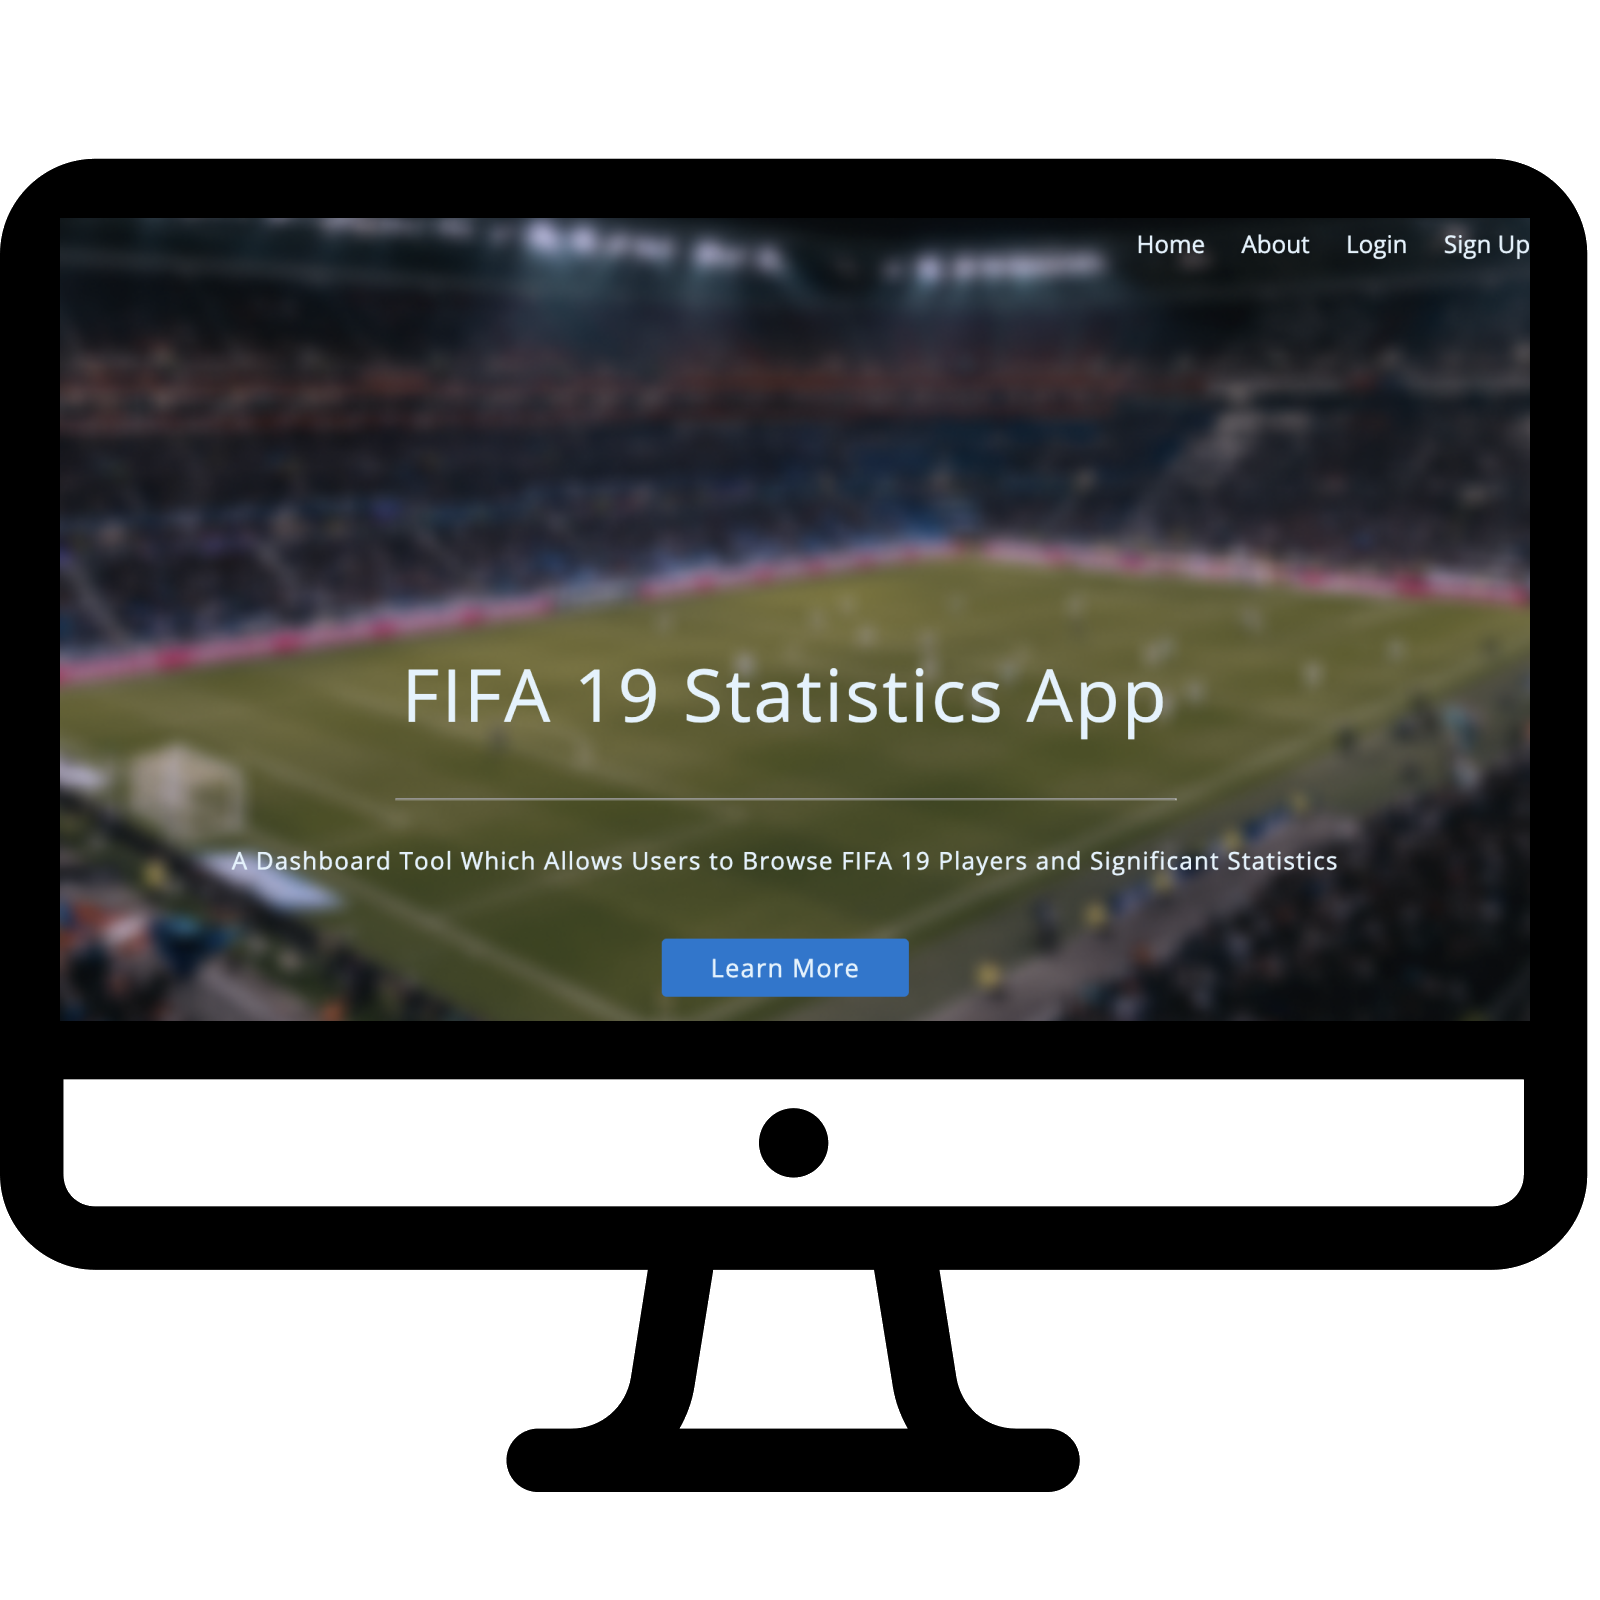 Home About Login Sign Up
FIFA 19 Statistics App
A Dashboard Tool Which Allows Users to Browse FIFA 19 Players and Significant Statistics
Learn More